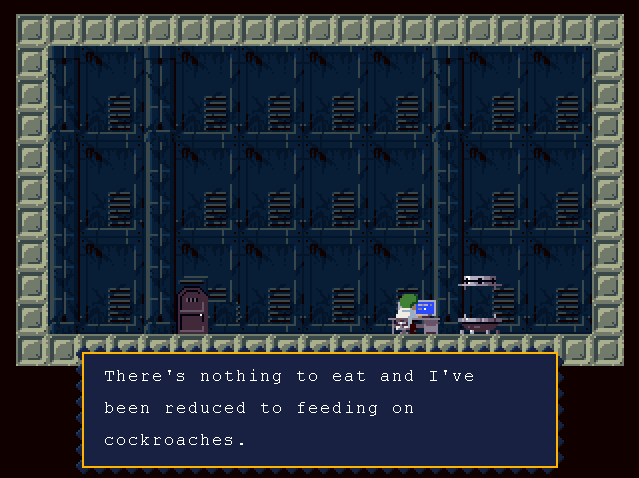 There's nothing to eat and I've
been reduced to feeding on
cockroaches.